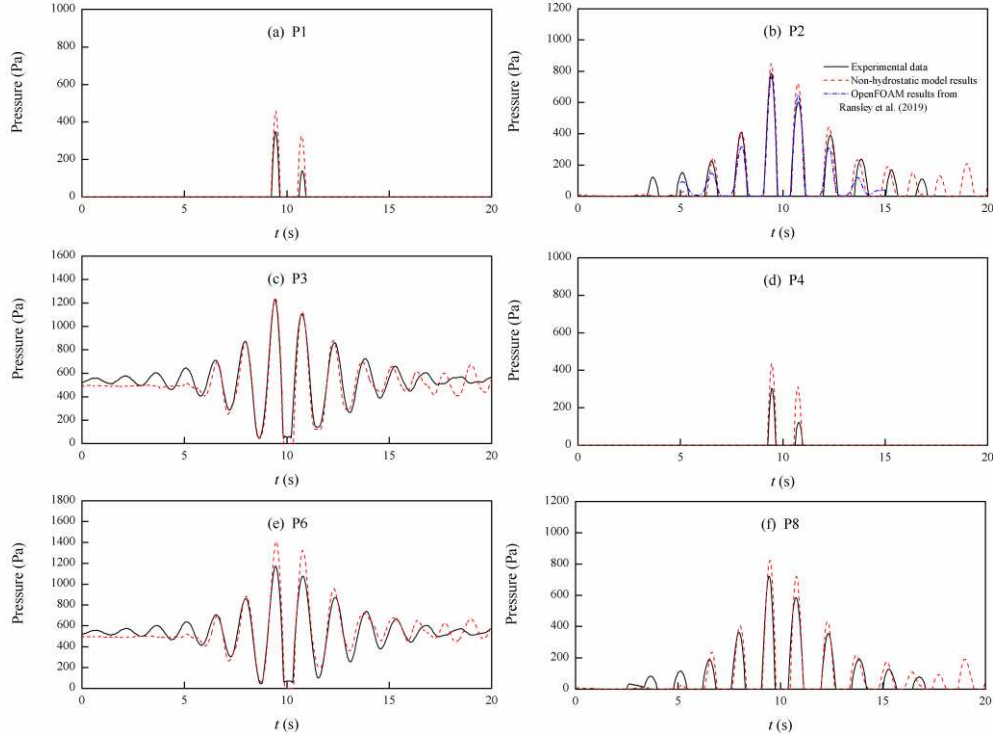 1000
800
600
400
200
0
Pressure (Pa)
(a) P1
0 5 10 15 20
t (s)
1200
1000
800
600
400
200
0
Pressure (Pa)
(b) P2
Experimental data
Non-hydrostatic model results
OpenFOAM results from
Ransley et al. (2019)
0 5 10 15 20
t (s)
1600
1400
1200
1000
800
600
400
200
0
Pressure (Pa)
(c) P3
0 5 10 15 20
t (s)
1000
800
600
400
200
0
Pressure (Pa)
(d) P4
0 5 10 15 20
t (s)
1800
1600
1400
1200
1000
800
600
400
200
0
Pressure (Pa)
(e) P6
0 5 10 15 20
t (s)
1200
1000
800
600
400
200
0
Pressure (Pa)
(f) P8
0 5 10 15 20
t (s)